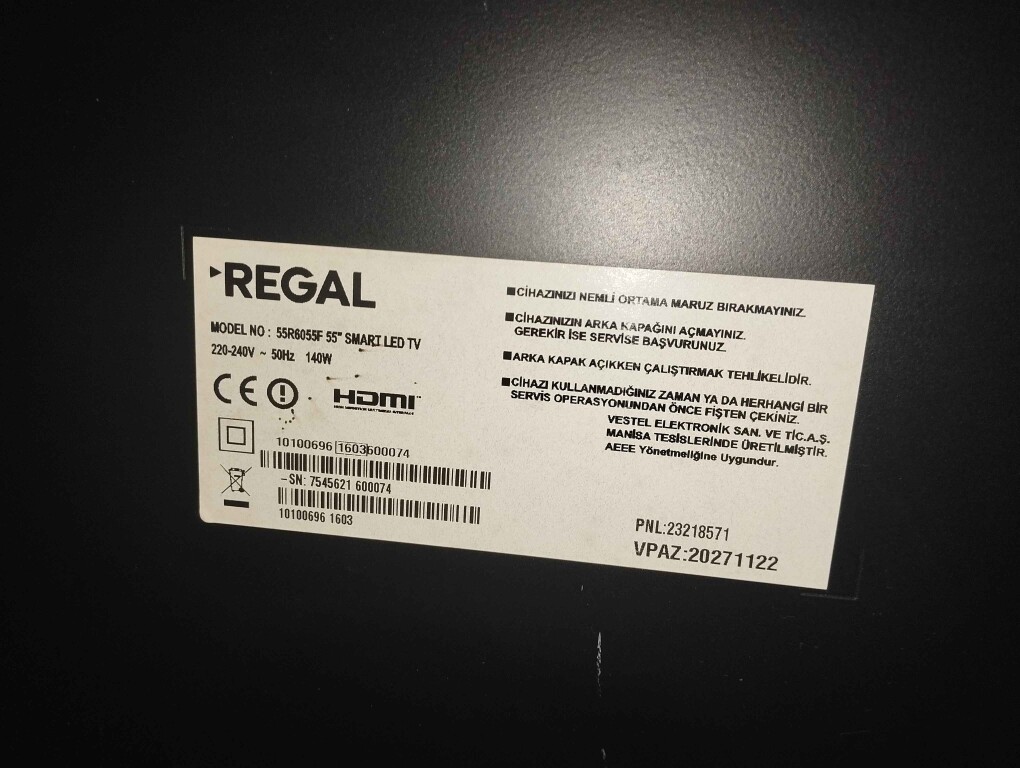 REGAL
MODEL NO : 55R6055F 55" SMART LED TV
220-240V ~ 50Hz 140W
CE
HDMI
10100696 1603600074
-SN: 7545621 600074
10100696 1603
■CİHAZINIZI NEMLİ ORTAMA MARUZ BIRAKMAYINIZ.
■CİHAZINIZIN ARKA KAPAĞINI AÇMAYINIZ.
GEREKİR İSE SERVİSE BAŞVURUNUZ.
■ARKA KAPAK AÇIKKEN ÇALIŞTIRMAK TEHLİKELİDİR.
■CİHAZI KULLANMADIĞINIZ ZAMAN YA DA HERHANGİ BİR
SERVİS OPERASYONUNDAN ÖNCE FİŞTEN ÇEKİNİZ.
VESTEL ELEKTRONİK SAN. VE TİC.A.Ş.
MANİSA TESİSLERİNDE ÜRETİLMİŞTİR.
AEEE Yönetmeliğine Uygundur.
PNL:23218571
VPAZ:20271122